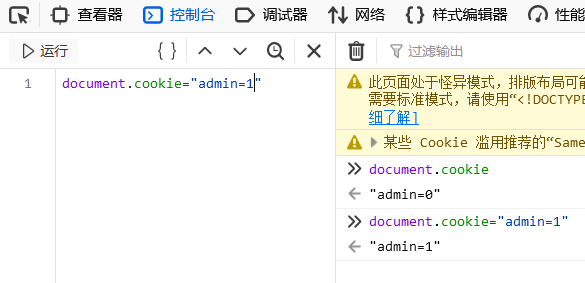 查看器 控制台 调试器 网络 样式编辑器 性能
运行 { } 过滤输出
1 document.cookie="admin=1"
此页面处于怪异模式，排版布局可能
需要标准模式，请使用“<!DOCTYPE
细了解]
某些 Cookie 滥用推荐的“Same
document.cookie
"admin=0"
document.cookie="admin=1"
"admin=1"